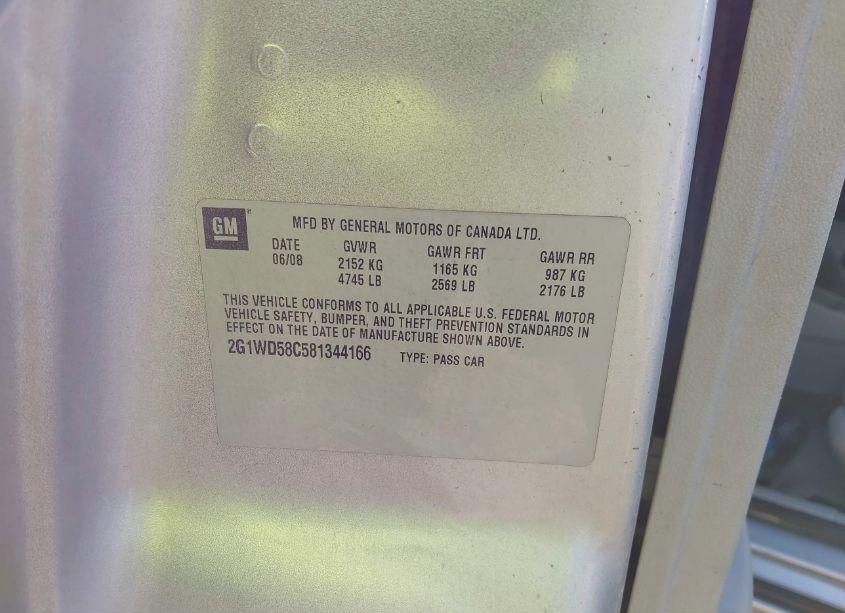 GM
MFD BY GENERAL MOTORS OF CANADA LTD.
DATE GVWR GAWR FRT GAWR RR
06/08 2152 KG 1165 KG 987 KG
4745 LB 2569 LB 2176 LB
THIS VEHICLE CONFORMS TO ALL APPLICABLE U.S. FEDERAL MOTOR
VEHICLE SAFETY, BUMPER, AND THEFT PREVENTION STANDARDS IN
EFFECT ON THE DATE OF MANUFACTURE SHOWN ABOVE.
2G1WD58C581344166 TYPE: PASS CAR